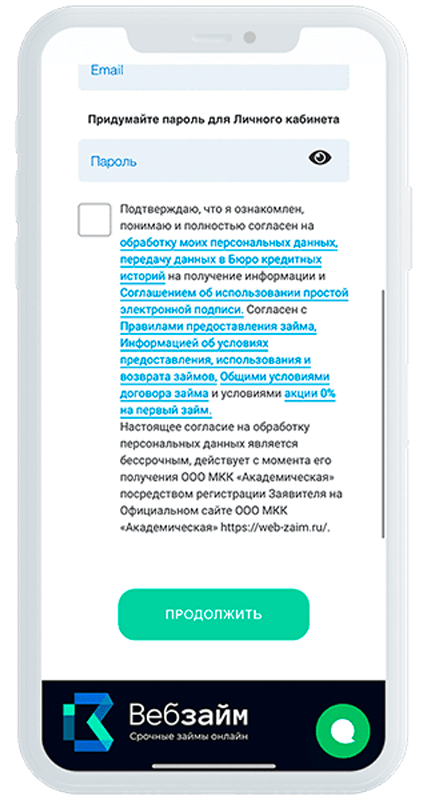 Email
Придумайте пароль для Личного кабинета
Пароль
Подтверждаю, что я ознакомлен,
понимаю и полностью согласен на
обработку моих персональных данных,
передачу данных в Бюро кредитных
историй на получение информации и
Соглашением об использовании простой
электронной подписи. Согласен с
Правилами предоставления займа,
Информацией об условиях
предоставления, использования и
возврата займов, Общими условиями
договора займа и условиями акции 0%
на первый займ.
Настоящее согласие на обработку
персональных данных является
бессрочным, действует с момента его
получения ООО МКК «Академическая»
посредством регистрации Заявителя на
Официальном сайте ООО МКК
«Академическая» https://web-zaim.ru/.
ПРОДОЛЖИТЬ
Вебзайм
Срочные займы онлайн